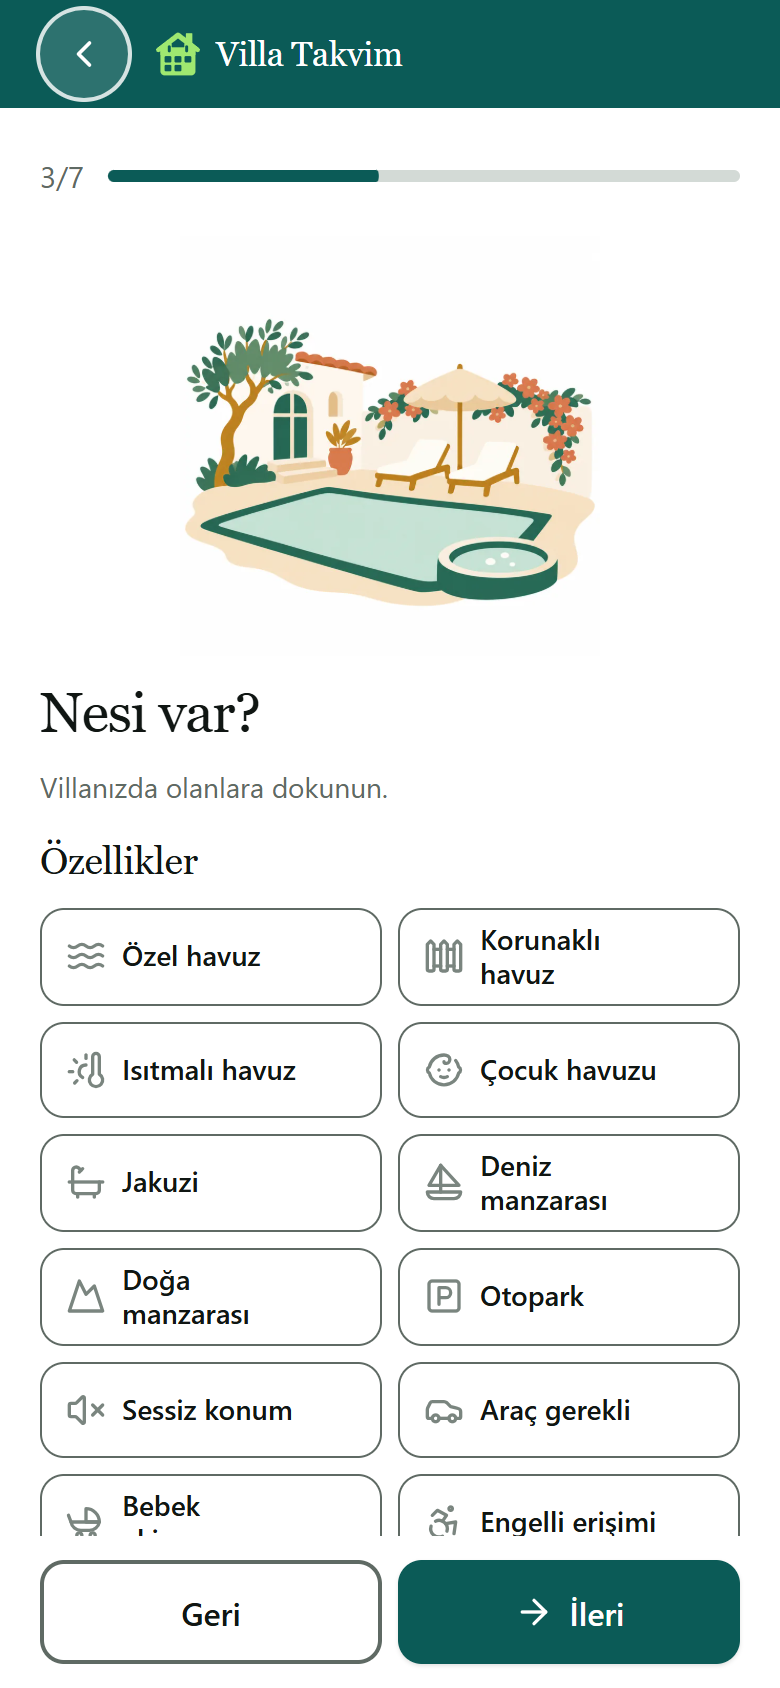 Villa Takvim
3/7
Nesi var?
Villanızda olanlara dokunun.
Özellikler
Özel havuz
Korunaklı
havuz
Isıtmalı havuz
Çocuk havuzu
Jakuzi
Deniz
manzarası
Doğa
manzarası
P
Otopark
Sessiz konum
Araç gerekli
Bebek
Engelli erişimi
Geri
İleri